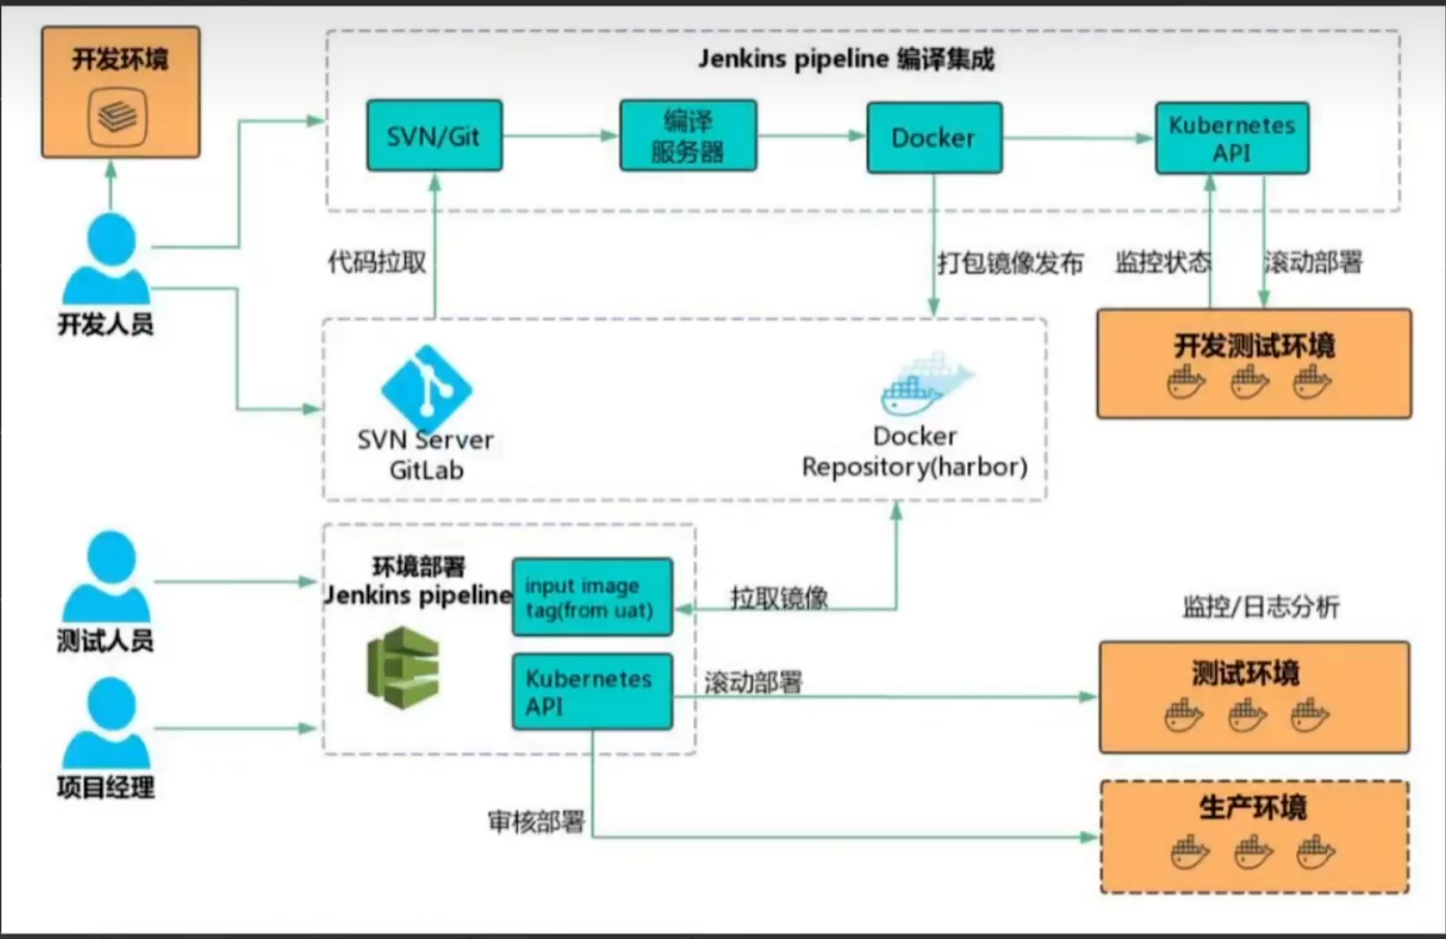 开发环境
Jenkins pipeline 编译集成
SVN/Git
编译
服务器
Docker
Kubernetes
API
开发人员
代码拉取
打包镜像发布
监控状态
滚动部署
开发测试环境
SVN Server
GitLab
Docker
Repository(harbor)
测试人员
环境部署
Jenkins pipeline
input image
tag(from uat)
拉取镜像
Kubernetes
API
滚动部署
监控/日志分析
测试环境
项目经理
审核部署
生产环境